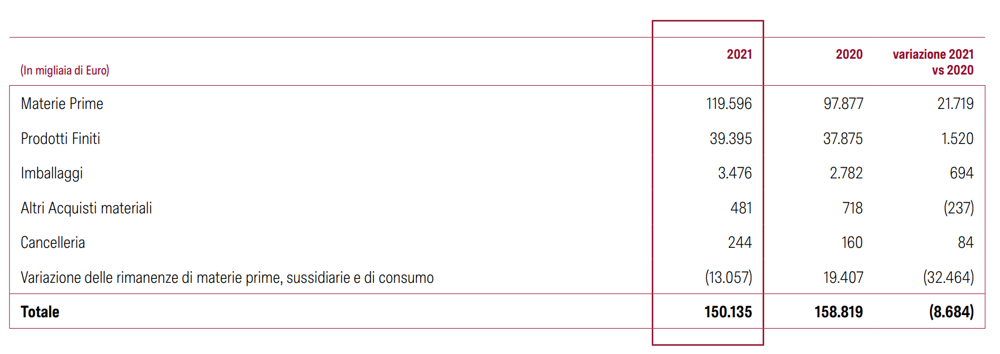 2021 2020 variazione 2021
(In migliaia di Euro) vs 2020
Materie Prime 119.596 97.877 21.719
Prodotti Finiti 39.395 37.875 1.520
Imballaggi 3.476 2.782 694
Altri Acquisti materiali 481 718 (237)
Cancelleria 244 160 84
Variazione delle rimanenze di materie prime, sussidiarie e di consumo (13.057) 19.407 (32.464)
Totale 150.135 158.819 (8.684)